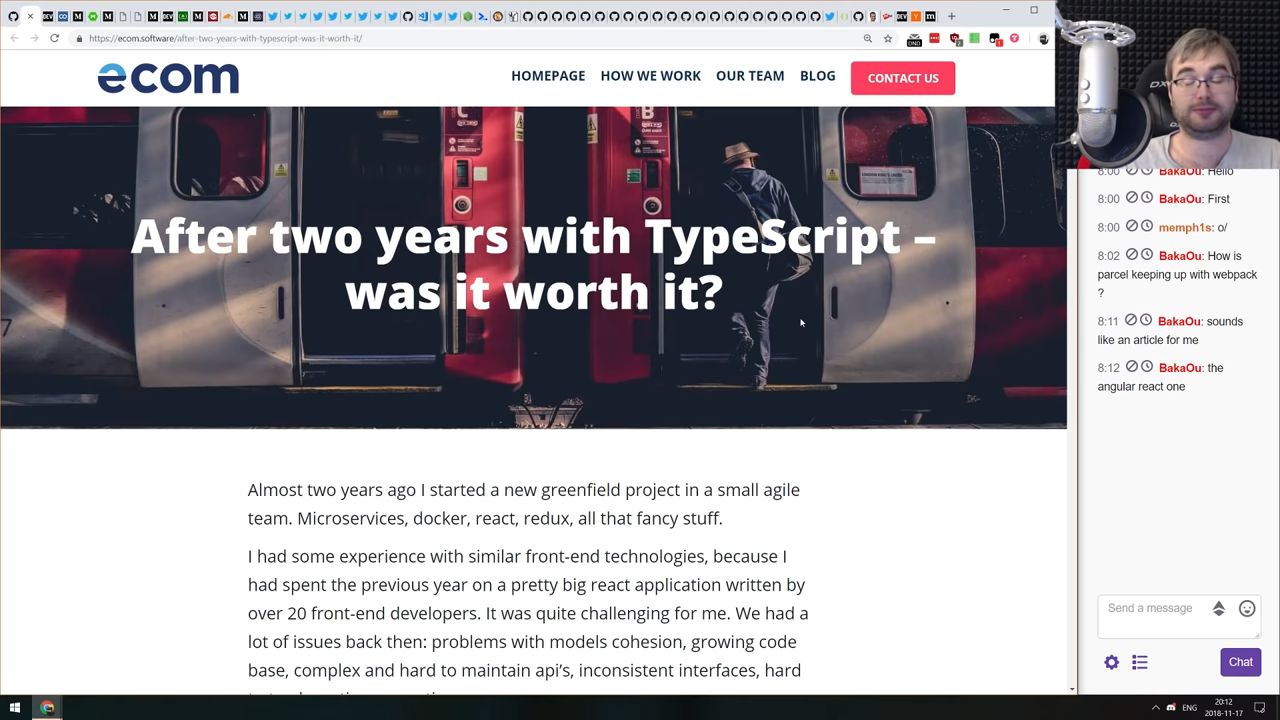 https://ecom.software/after-two-years-with-typescript-was-it-worth-it/
ecom
HOMEPAGE
HOW WE WORK
OUR TEAM
BLOG
CONTACT US
After two years with TypeScript –
was it worth it?
Almost two years ago I started a new greenfield project in a small agile
team. Microservices, docker, react, redux, all that fancy stuff.
I had some experience with similar front-end technologies, because I
had spent the previous year on a pretty big react application written by
over 20 front-end developers. It was quite challenging for me. We had a
lot of issues back then: problems with models cohesion, growing code
base, complex and hard to maintain api's, inconsistent interfaces, hard
8:00 BakaOu: Hello
8:00 BakaOu: First
8:00 memph1s: o/
8:02 BakaOu: How is
parcel keeping up with webpack
?
8:11 BakaOu: sounds
like an article for me
8:12 BakaOu: the
angular react one
Send a message
Chat
ENG
20:12
2018-11-17